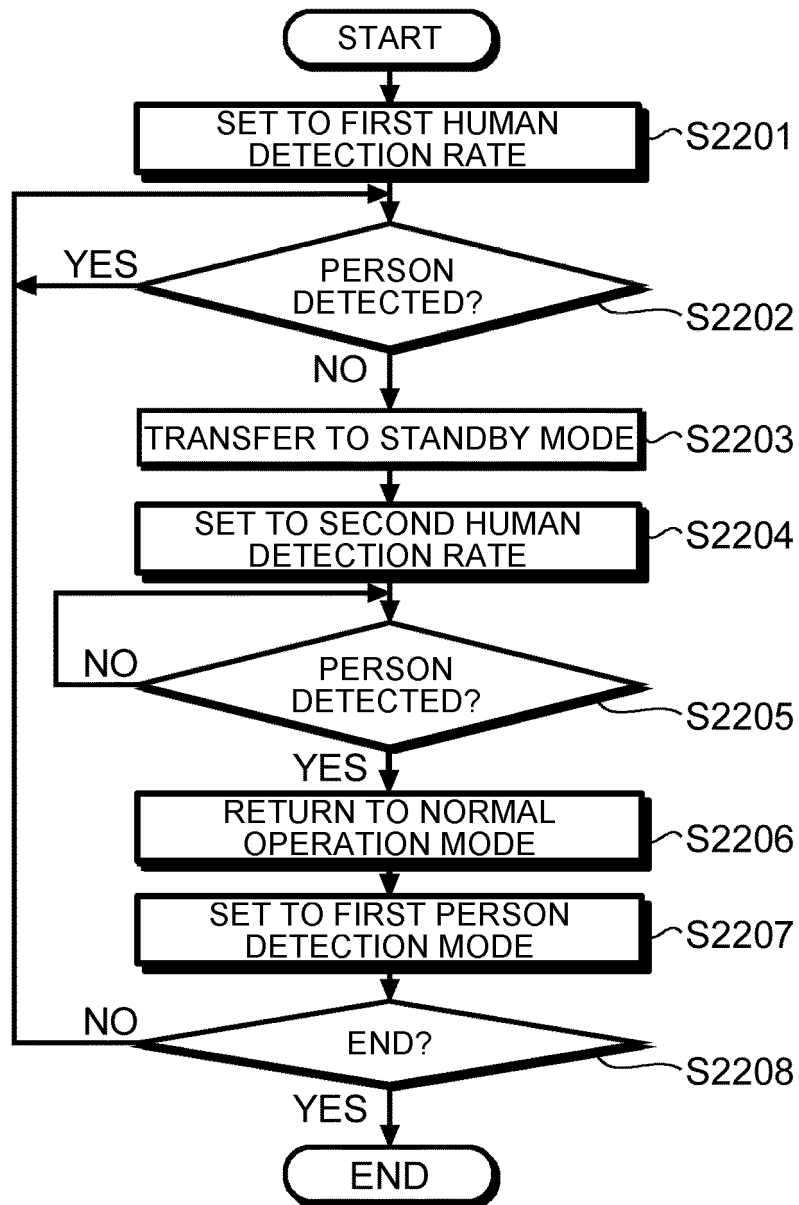 START
SET TO FIRST HUMAN
DETECTION RATE
S2201
YES
PERSON
DETECTED?
S2202
NO
TRANSFER TO STANDBY MODE
S2203
SET TO SECOND HUMAN
DETECTION RATE
S2204
NO
PERSON
DETECTED?
S2205
YES
RETURN TO NORMAL
OPERATION MODE
S2206
SET TO FIRST PERSON
DETECTION MODE
S2207
NO
END?
S2208
YES
END